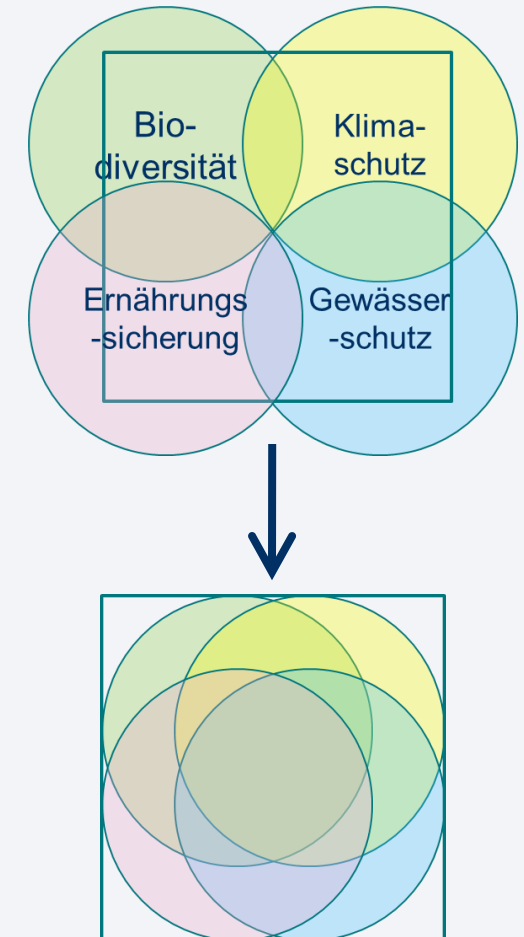 Bio-
diversität
Klima-
schutz
Ernährungs
-sicherung
Gewässer
-schutz